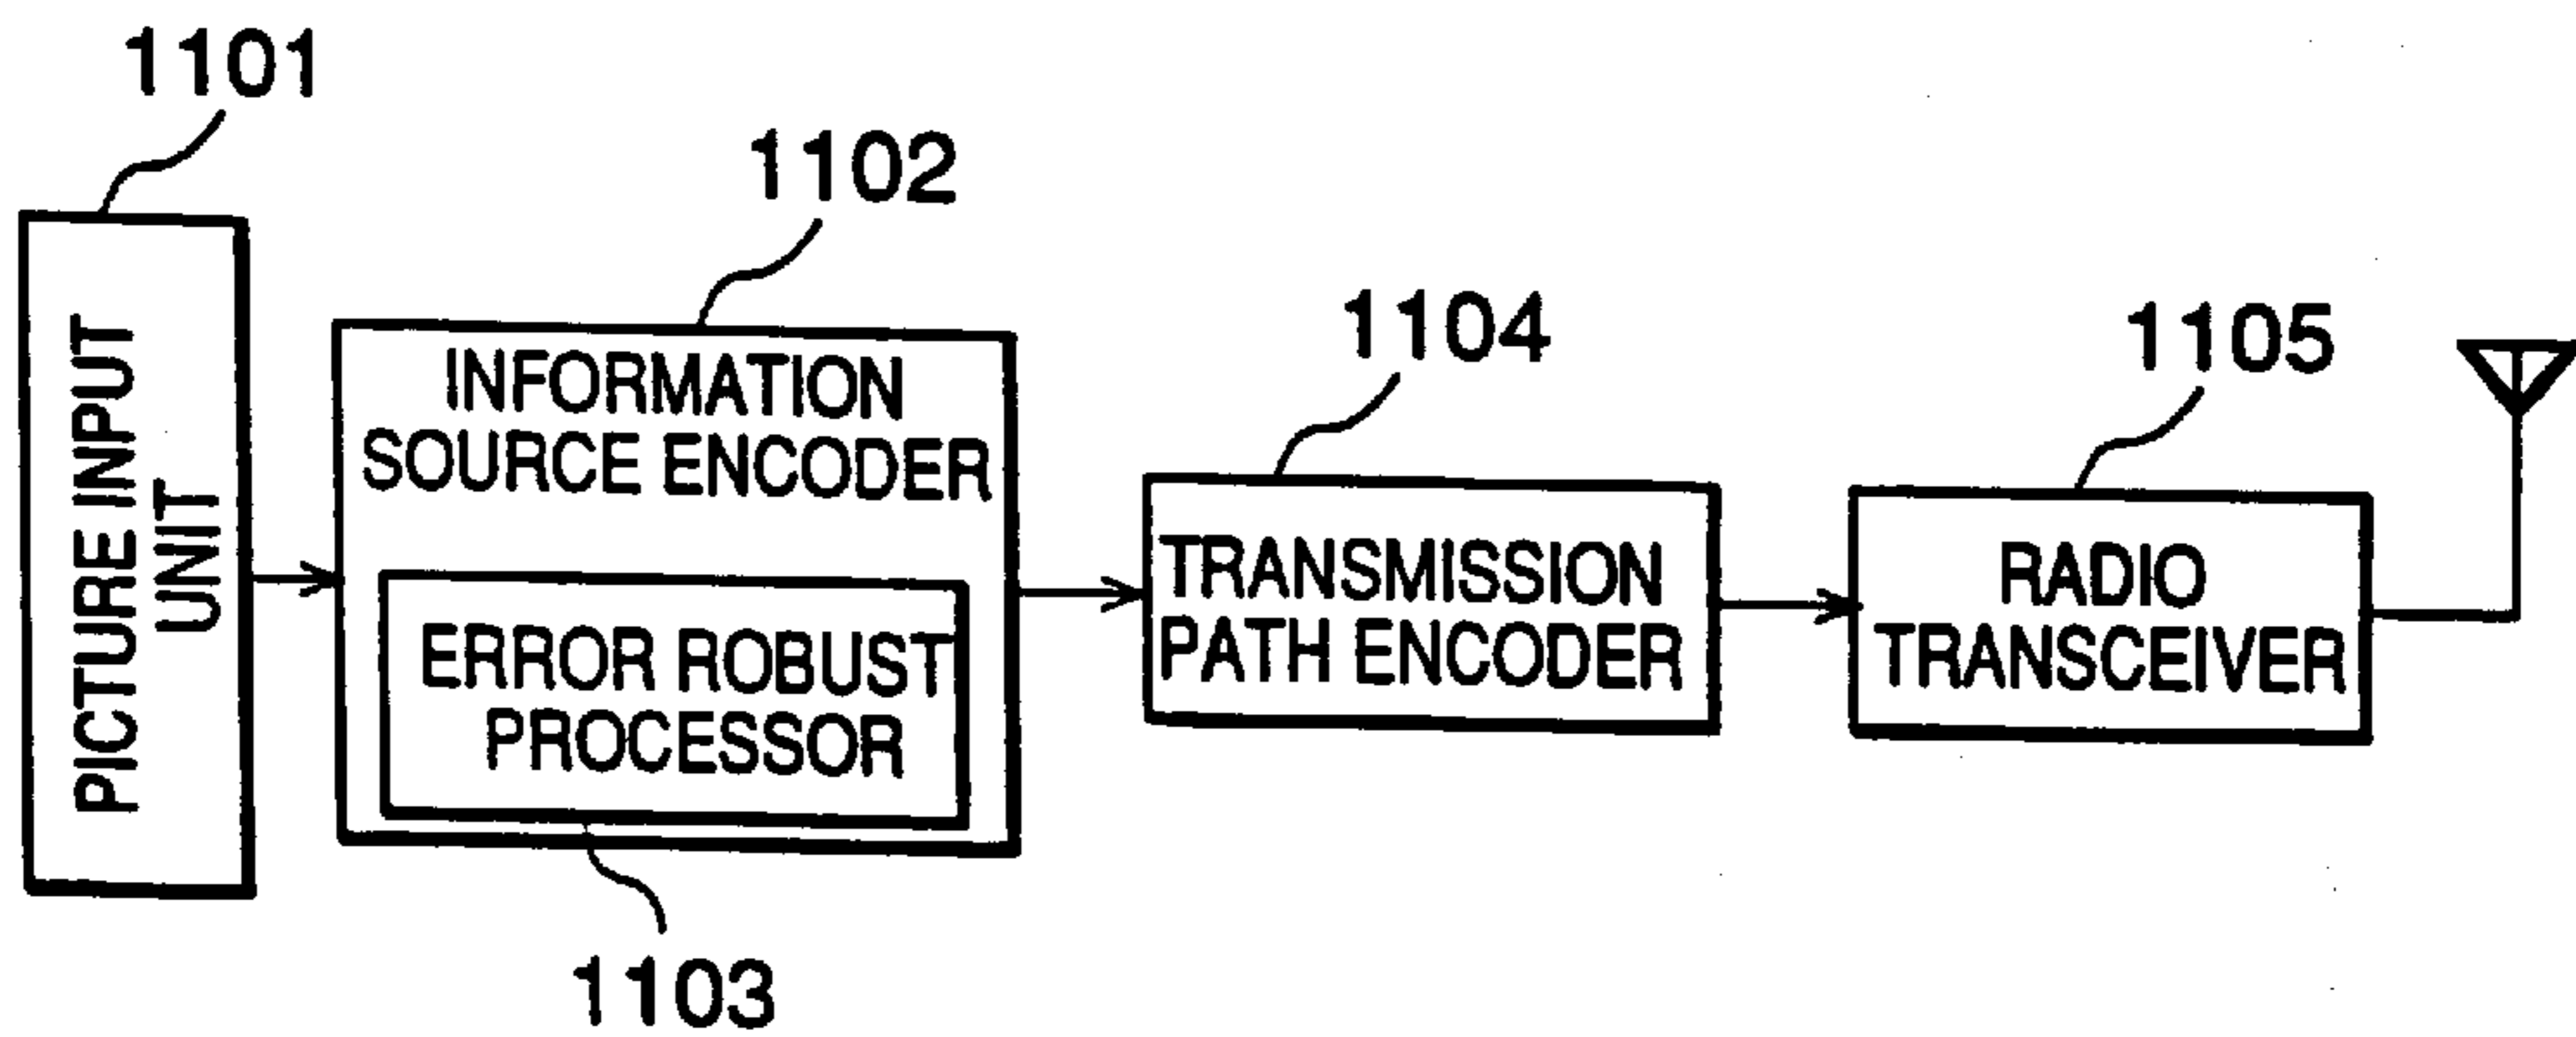 1101
PICTURE INPUT
UNIT
1102
INFORMATION
SOURCE ENCODER
ERROR ROBUST
PROCESSOR
1103
1104
TRANSMISSION
PATH ENCODER
1105
RADIO
TRANSCEIVER